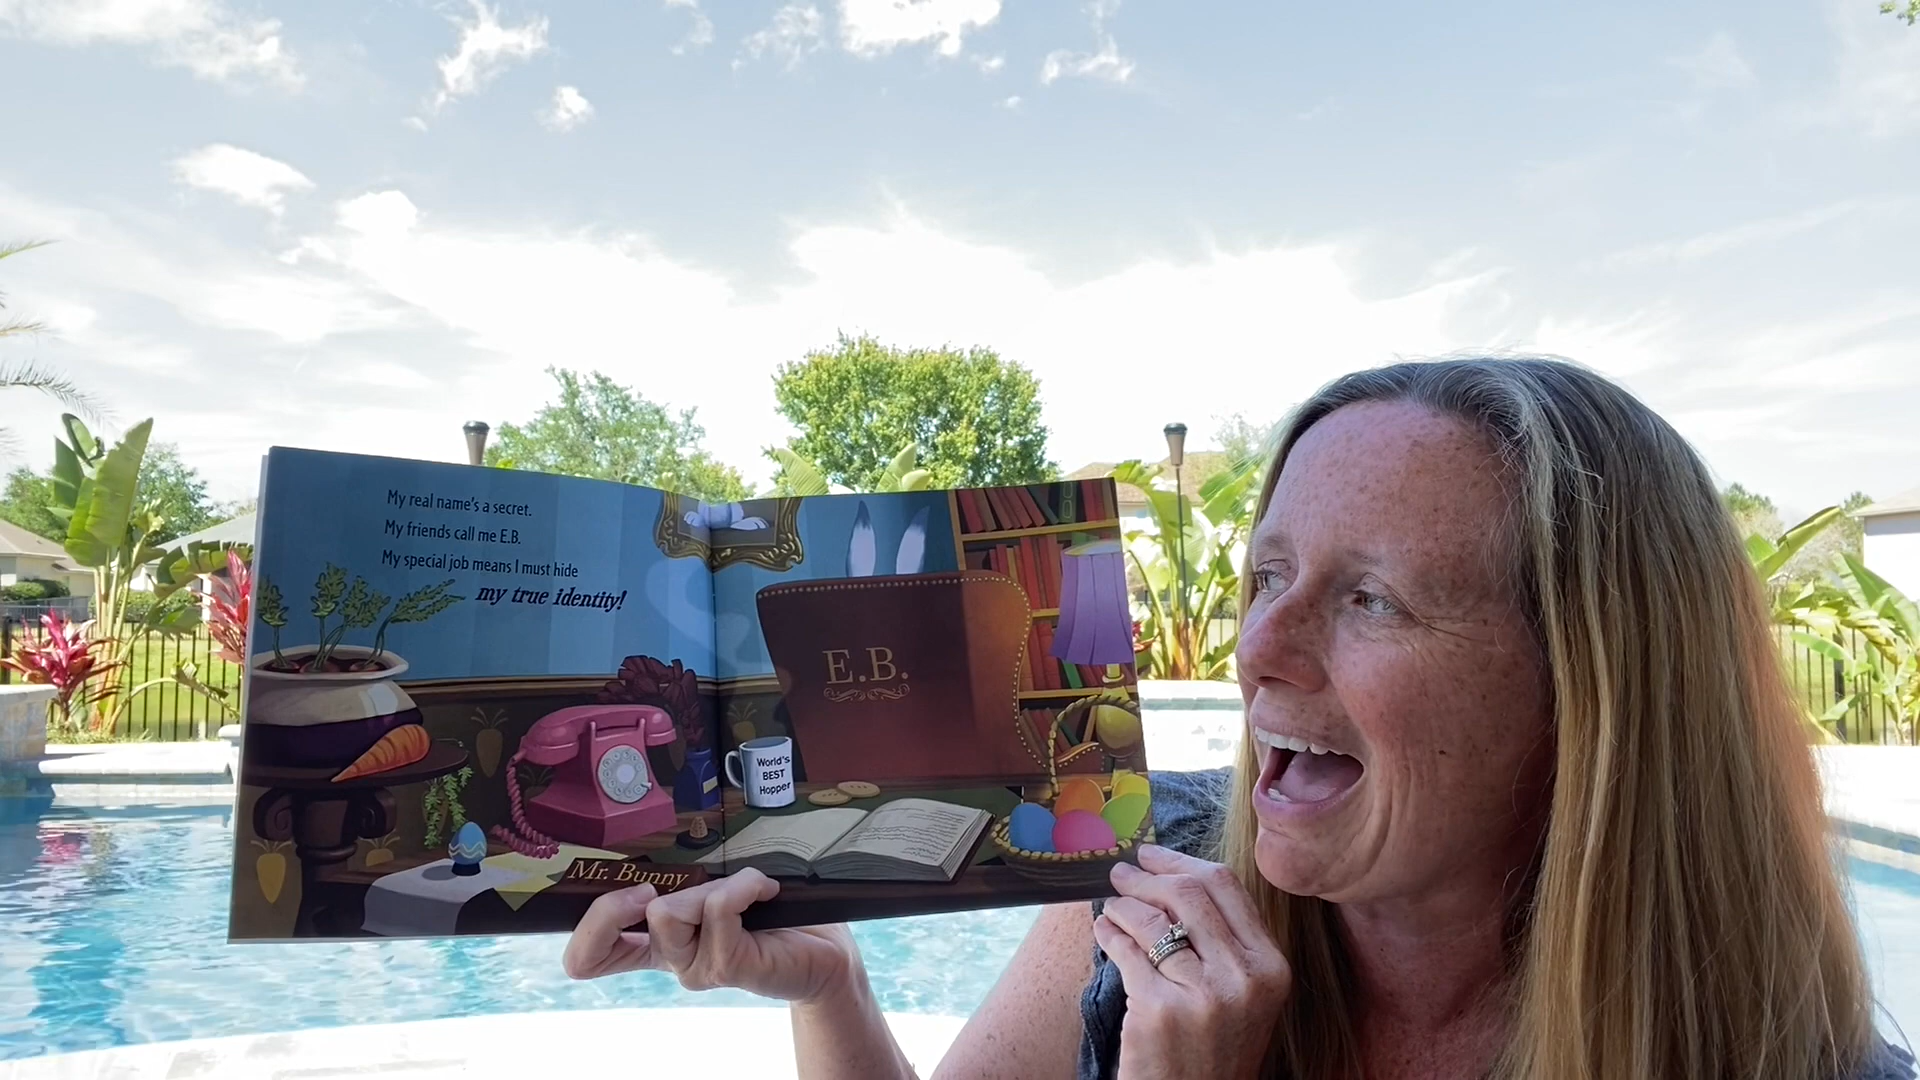 My real name's a secret.
My friends call me E.B.
My special job means I must hide
my true identity!
E.B.
World's
BEST
Hopper
Mr. Bunny